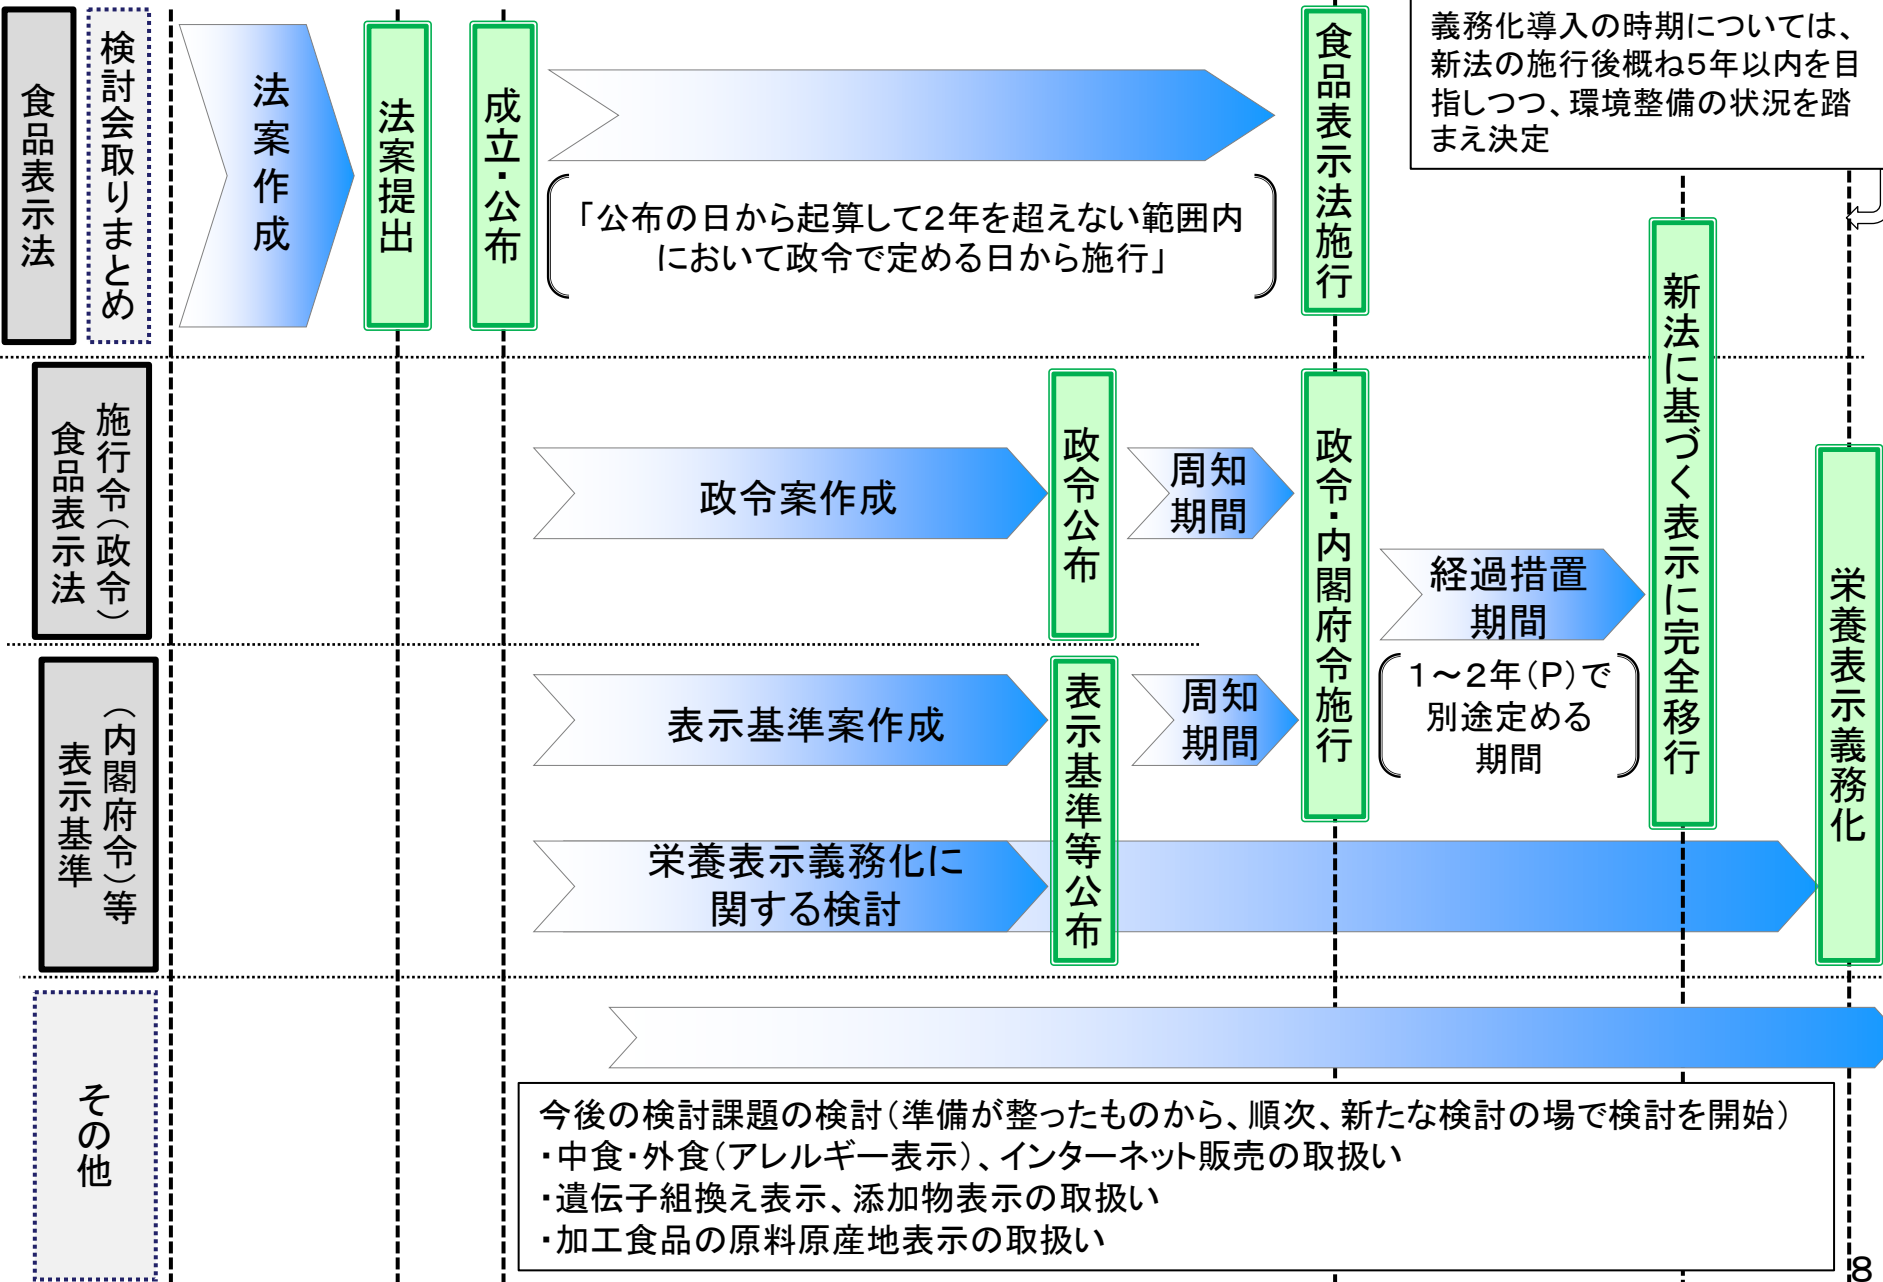 食品表示法
検討会取りまとめ
法案作成
法案提出
成立・公布
「公布の日から起算して2年を超えない範囲内
において政令で定める日から施行」
食品表示法施行
義務化導入の時期については、
新法の施行後概ね5年以内を目
指しつつ、環境整備の状況を踏
まえ決定
食品表示法
施行令(政令)
政令案作成
政令公布
周知
期間
政令・内閣府令施行
経過措置
期間
1～2年(P)で
別途定める
期間
新法に基づく表示に完全移行
栄養表示義務化
表示基準
(内閣府令)等
表示基準案作成
表示基準等公布
周知
期間
栄養表示義務化に
関する検討
その他
今後の検討課題の検討(準備が整ったものから、順次、新たな検討の場で検討を開始)
・中食・外食(アレルギー表示)、インターネット販売の取扱い
・遺伝子組換え表示、添加物表示の取扱い
・加工食品の原料原産地表示の取扱い
8